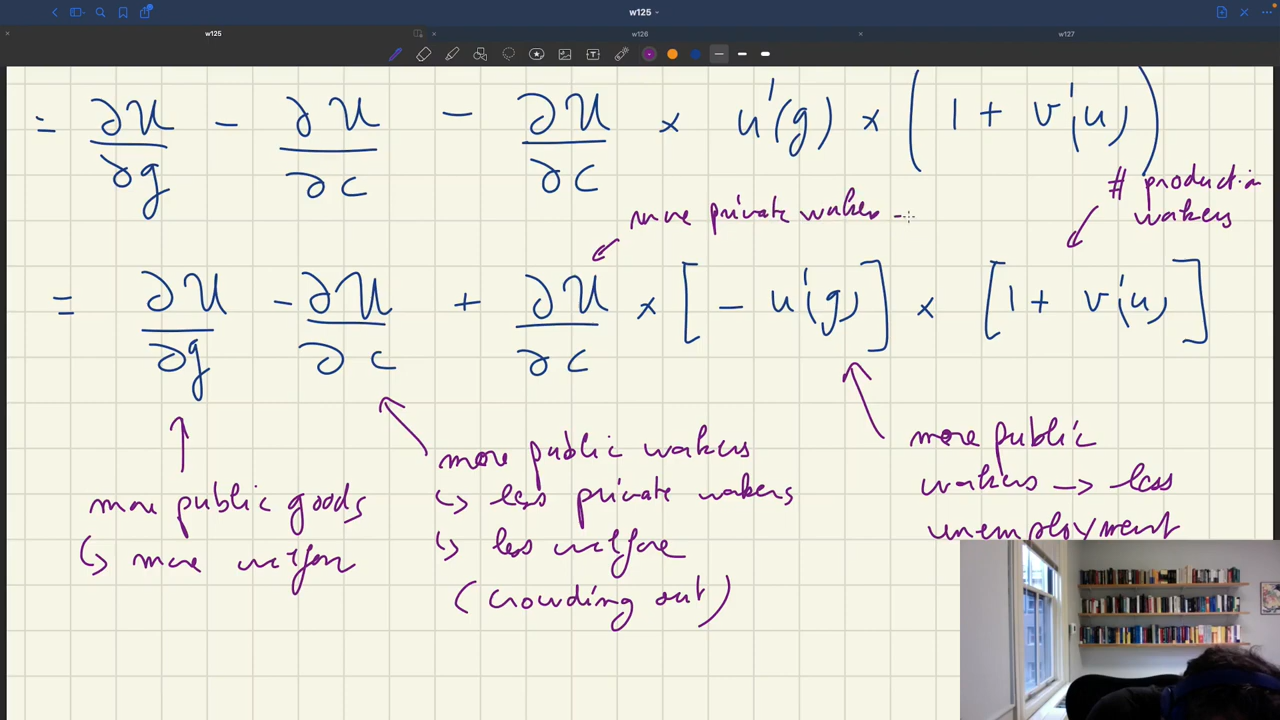 w125
w125
w126
w127
= ∂U/∂g - ∂U/∂c - ∂U/∂c × u'(g) × (1 + v'(u))
# production
workers
more private workers -
= ∂U/∂g - ∂U/∂c + ∂U/∂c × [- u'(g)] × [1 + v'(u)]
more public goods
↳ more welfare
more public workers
↳ less private workers
↳ less welfare
(crowding out)
more public
workers -> less
unemployment